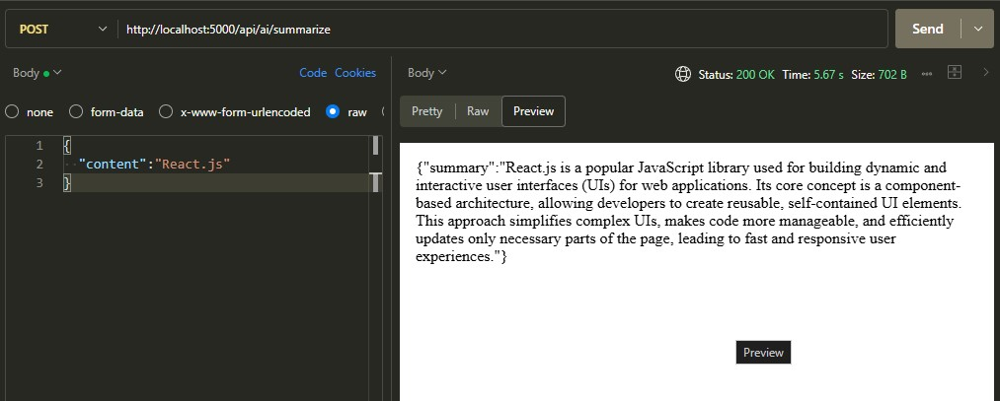 POST http://localhost:5000/api/ai/summarize Send
Body Code Cookies
none form-data x-www-form-urlencoded raw
1 {
2 "content":"React.js"
3 }
Body Status: 200 OK Time: 5.67 s Size: 702 B
Pretty Raw Preview
{"summary":"React.js is a popular JavaScript library used for building dynamic and
interactive user interfaces (UIs) for web applications. Its core concept is a component-
based architecture, allowing developers to create reusable, self-contained UI elements.
This approach simplifies complex UIs, makes code more manageable, and efficiently
updates only necessary parts of the page, leading to fast and responsive user
experiences."}
Preview